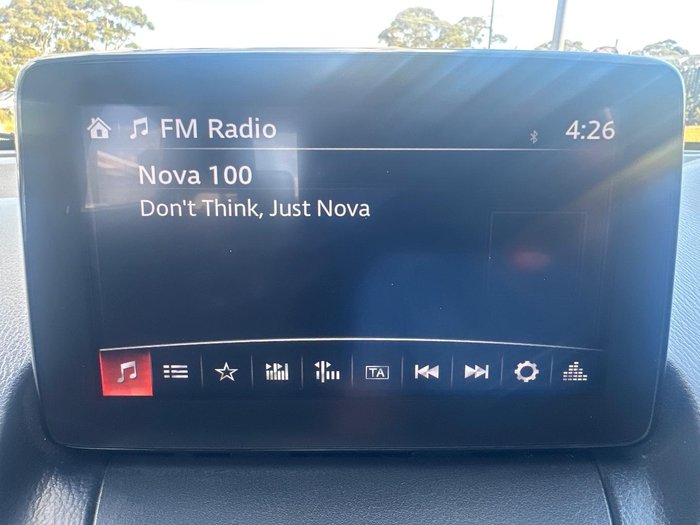 FM Radio
4:26
Nova 100
Don't Think, Just Nova
TA